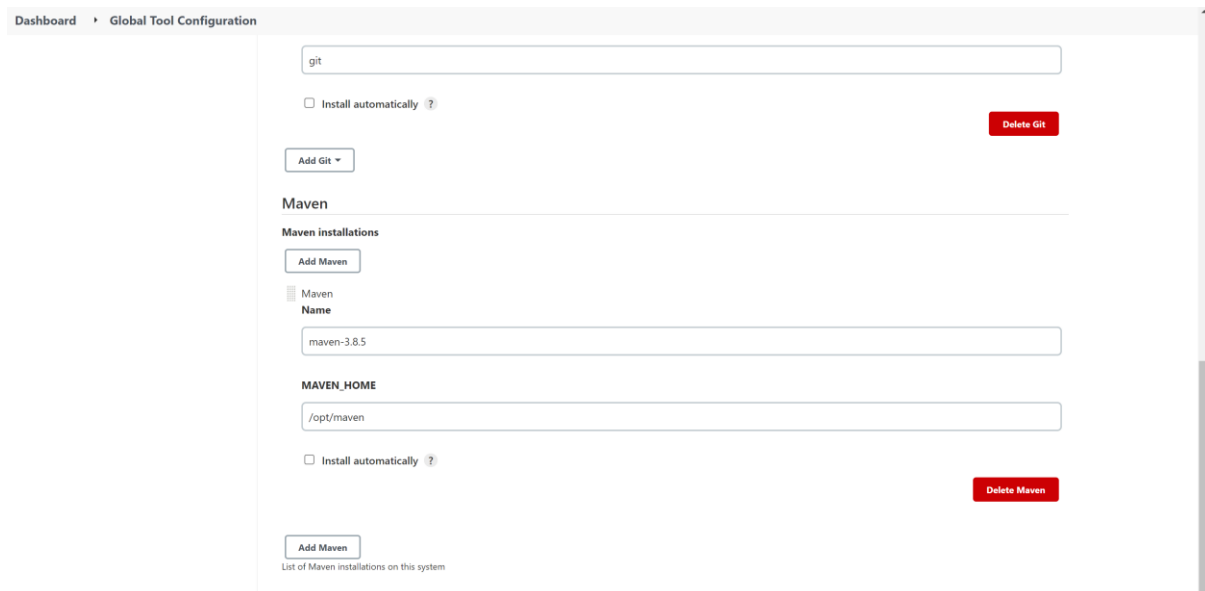 Dashboard Global Tool Configuration
git
Install automatically ?
Delete Git
Add Git
Maven
Maven installations
Add Maven
Maven
Name
maven-3.8.5
MAVEN_HOME
/opt/maven
Install automatically ?
Delete Maven
Add Maven
List of Maven installations on this system